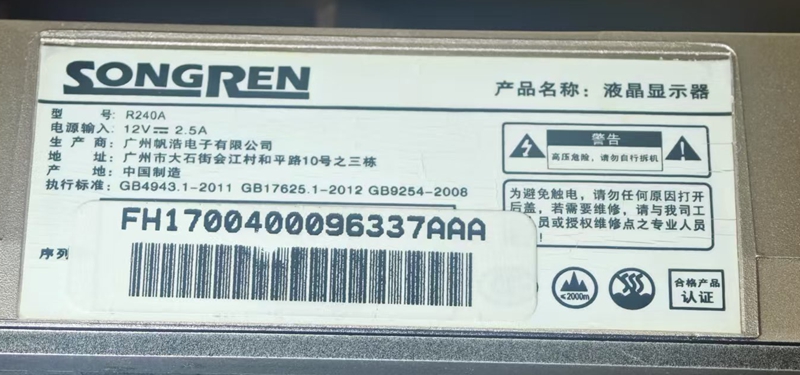 SONGREN
产品名称：液晶显示器
型 号：R240A
电源输入：12V⎓2.5A
生 产 商：广州帆浩电子有限公司
地 址：广州市大石街会江村和平路10号之三栋
产 地：中国制造
执行标准：GB4943.1-2011 GB17625.1-2012 GB9254-2008
警告
高压危险，请勿自行拆机
为避免触电，请勿任何原因打开
后盖，若需要维修，请与我司工
员或授权维修点之专业人员
！
FH1700400096337AAA
序列
≤2000m
合格产品
认证